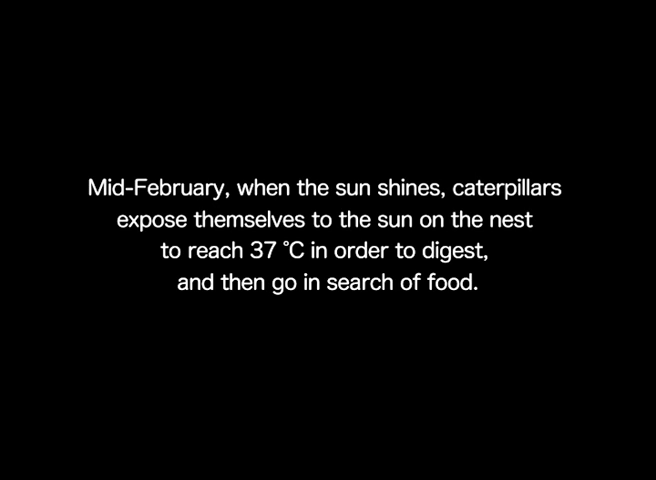 Mid-February, when the sun shines, caterpillars
expose themselves to the sun on the nest
to reach 37 ℃ in order to digest,
and then go in search of food.